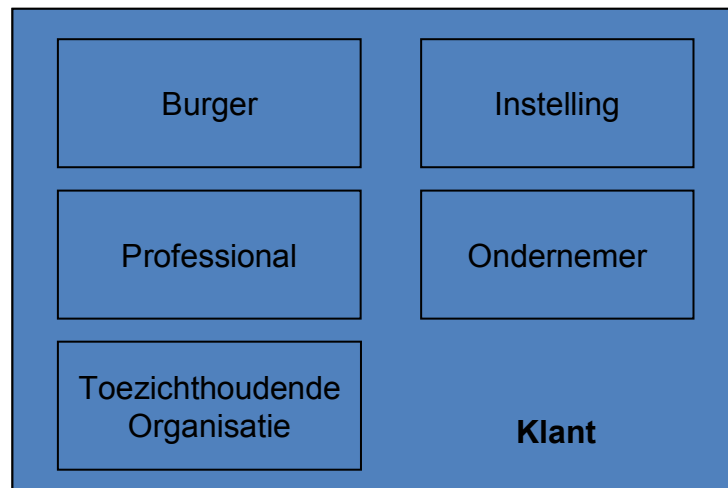 Burger
Instelling
Professional
Ondernemer
Toezichthoudende
Organisatie
Klant